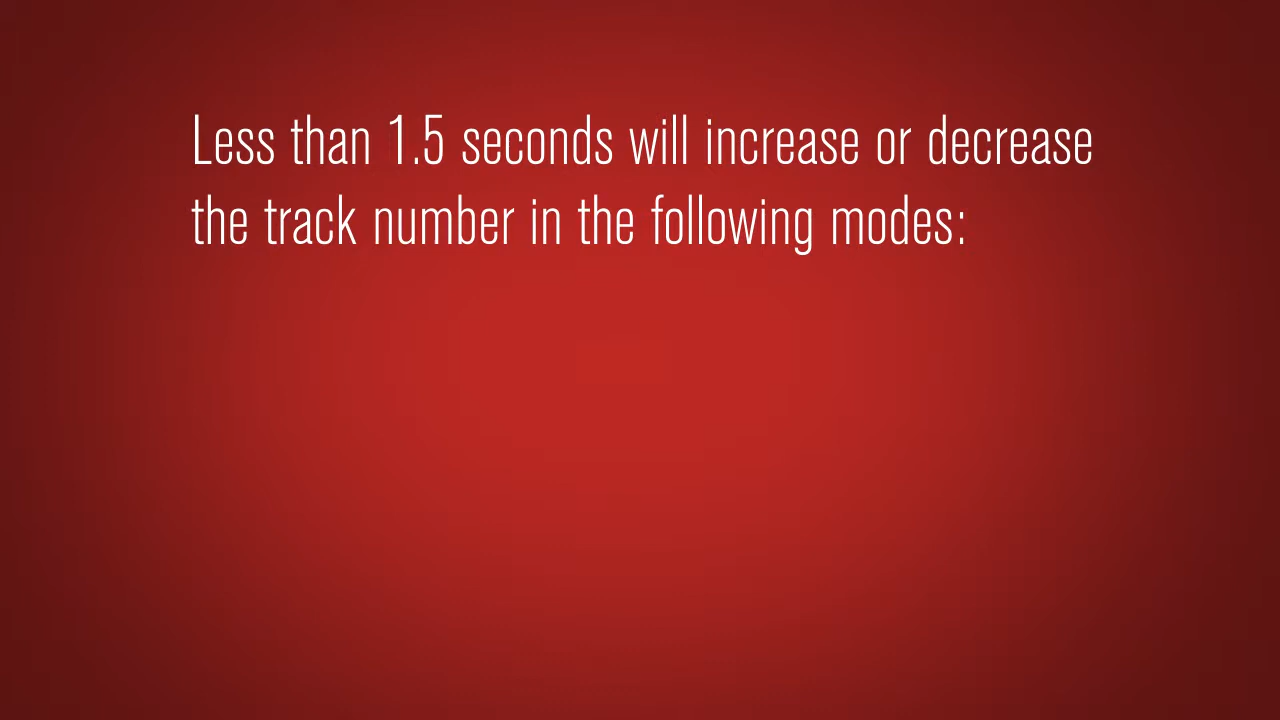 Less than 1.5 seconds will increase or decrease
the track number in the following modes: